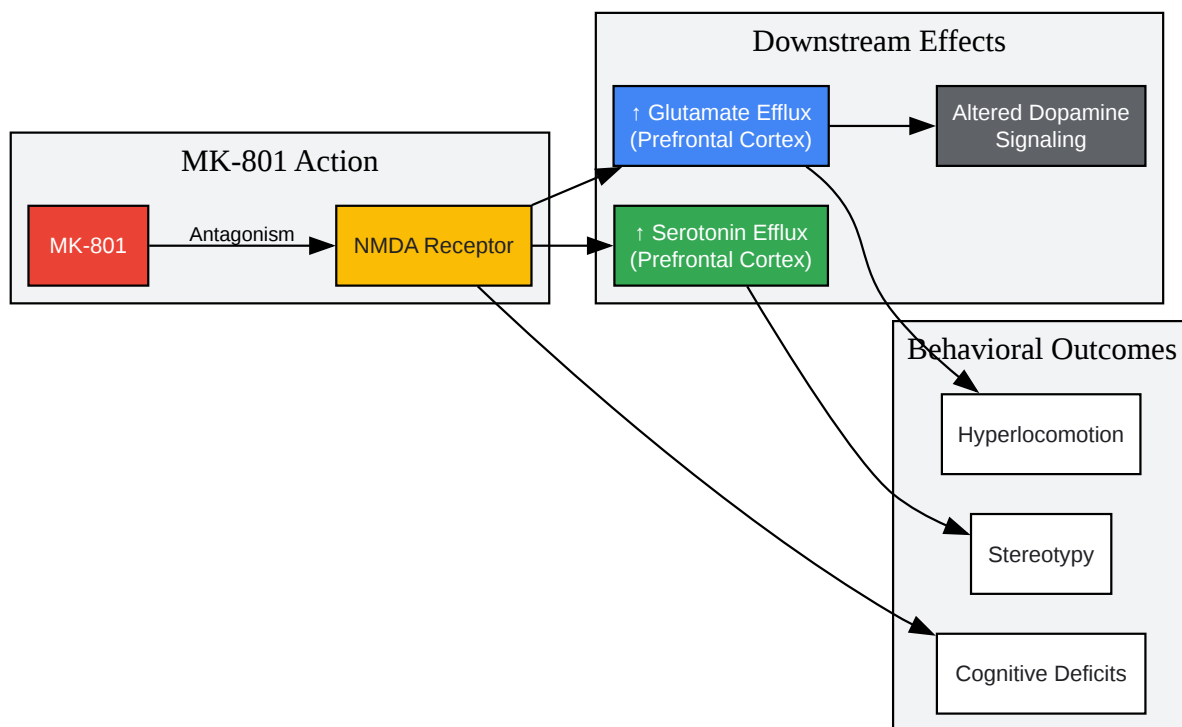 MK-801 Action
MK-801
Antagonism
NMDA Receptor
Downstream Effects
↑ Glutamate Efflux
(Prefrontal Cortex)
Altered Dopamine
Signaling
↑ Serotonin Efflux
(Prefrontal Cortex)
Behavioral Outcomes
Hyperlocomotion
Stereotypy
Cognitive Deficits